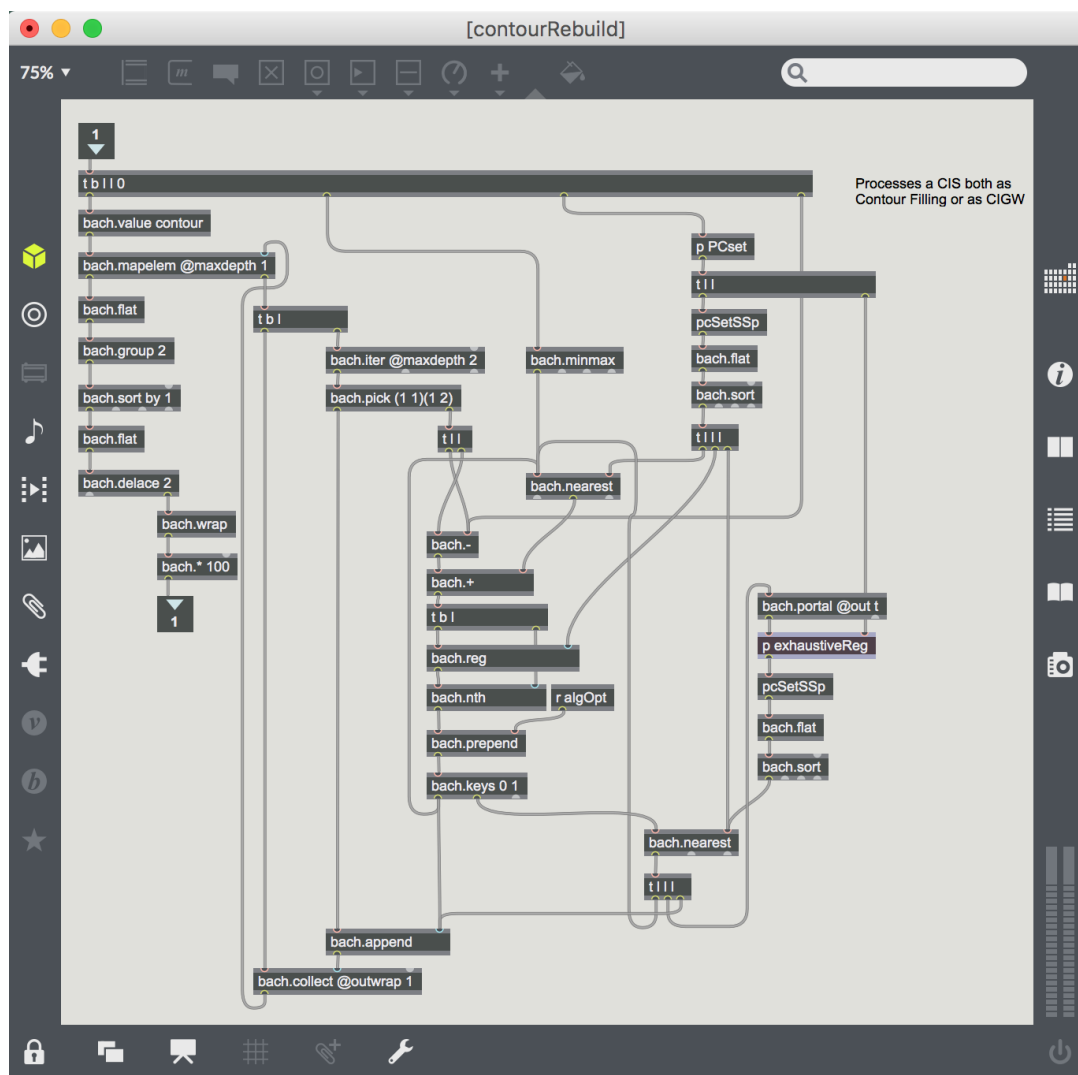 [contourRebuild]
75% ▼
1
t b l l 0
Processes a CIS both as
Contour Filling or as CIGW
bach.value contour
p PCset
bach.mapelem @maxdepth 1
t l l
bach.flat
t b l
pcSetSSp
bach.group 2
bach.iter @maxdepth 2
bach.minmax
bach.flat
bach.sort by 1
bach.pick (1 1)(1 2)
bach.sort
bach.flat
t l l
t l l l
bach.delace 2
bach.nearest
bach.wrap
bach.-
bach.* 100
bach.+
1
t b l
bach.portal @out t
bach.reg
p exhaustiveReg
bach.nth
r algOpt
pcSetSSp
bach.prepend
bach.flat
bach.keys 0 1
bach.sort
bach.nearest
t l l l
bach.append
bach.collect @outwrap 1